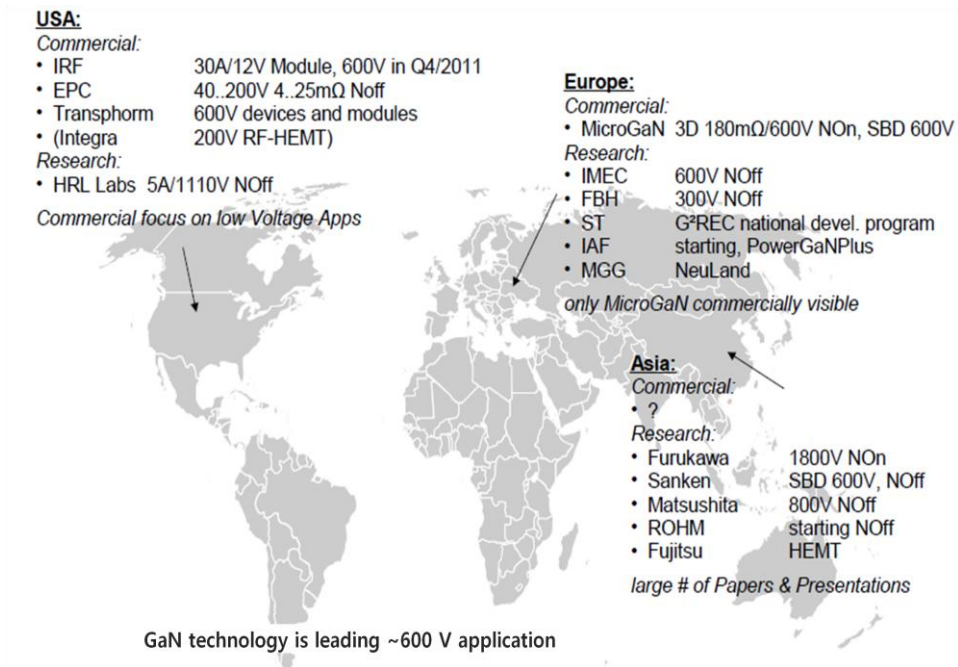 USA:
Commercial:
• IRF 30A/12V Module, 600V in Q4/2011
• EPC 40..200V 4..25mΩ Noff
• Transphorm 600V devices and modules
• (Integra 200V RF-HEMT)
Research:
• HRL Labs 5A/1110V NOff
Commercial focus on low Voltage Apps
Europe:
Commercial:
• MicroGaN 3D 180mΩ/600V NOn, SBD 600V
Research:
• IMEC 600V NOff
• FBH 300V NOff
• ST G²REC national devel. program
• IAF starting, PowerGaNPlus
• MGG NeuLand
only MicroGaN commercially visible
Asia:
Commercial:
• ?
Research:
• Furukawa 1800V NOn
• Sanken SBD 600V, NOff
• Matsushita 800V NOff
• ROHM starting NOff
• Fujitsu HEMT
large # of Papers & Presentations
GaN technology is leading ~600 V application